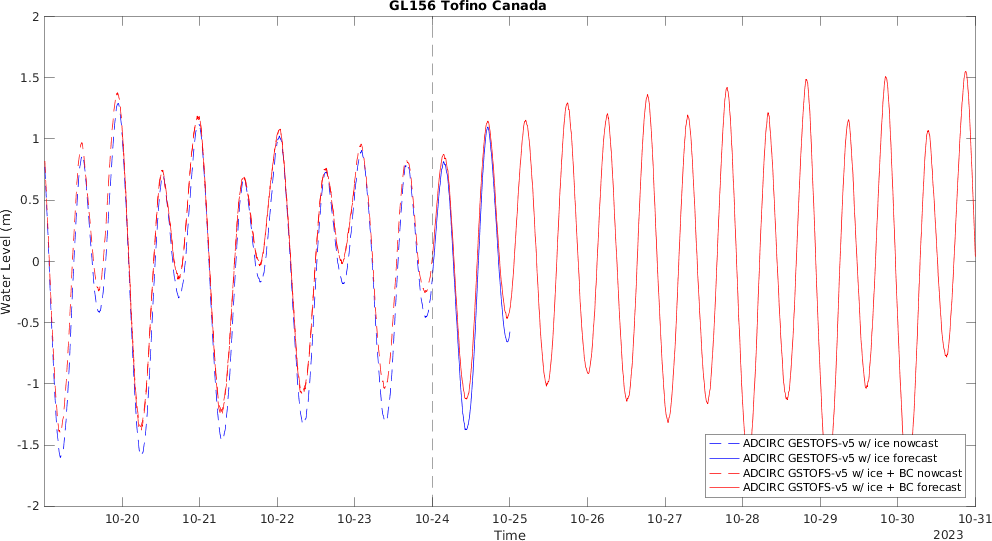 GL156 Tofino Canada
2
1.5
1
0.5
0
-0.5
-1
-1.5
-2
Water Level (m)
ADCIRC GESTOFS-v5 w/ ice nowcast
ADCIRC GESTOFS-v5 w/ ice forecast
ADCIRC GSTOFS-v5 w/ ice + BC nowcast
ADCIRC GSTOFS-v5 w/ ice + BC forecast
10-20 10-21 10-22 10-23 10-24 10-25 10-26 10-27 10-28 10-29 10-30 10-31
Time
2023